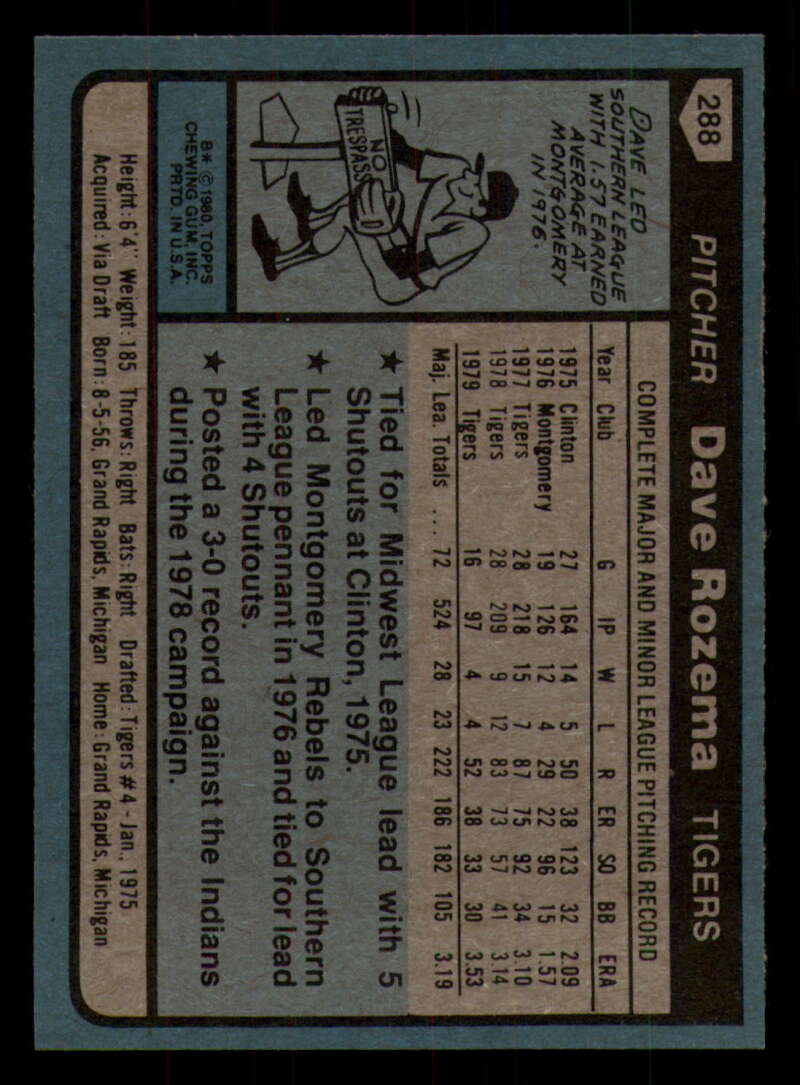 288 PITCHER Dave Rozema TIGERS
DAVE LED
SOUTHERN LEAGUE
WITH 1.57 EARNED
AVERAGE AT
MONTGOMERY
IN 1976.
NO
TRESPASS
B* © 1980, TOPPS
CHEWING GUM, INC.
PRTD. IN U.S.A.
COMPLETE MAJOR AND MINOR LEAGUE PITCHING RECORD
Year Club G IP W L R ER SO BB ERA
1975 Clinton 27 164 14 5 50 38 123 32 2.09
1976 Montgomery 19 126 12 4 29 22 96 15 1.57
1977 Tigers 28 218 15 7 87 75 92 34 3.10
1978 Tigers 28 209 9 12 83 73 57 41 3.14
1979 Tigers 16 97 4 4 52 38 33 30 3.53
Maj. Lea. Totals ... 72 524 28 23 222 186 182 105 3.19
★ Tied for Midwest League lead with 5
Shutouts at Clinton, 1975.
★ Led Montgomery Rebels to Southern
League pennant in 1976 and tied for lead
with 4 Shutouts.
★ Posted a 3-0 record against the Indians
during the 1978 campaign.
Height: 6'4" Weight: 185 Throws: Right Bats: Right Drafted: Tigers #4 - Jan., 1975
Acquired: Via Draft Born: 8-5-56, Grand Rapids, Michigan Home: Grand Rapids, Michigan